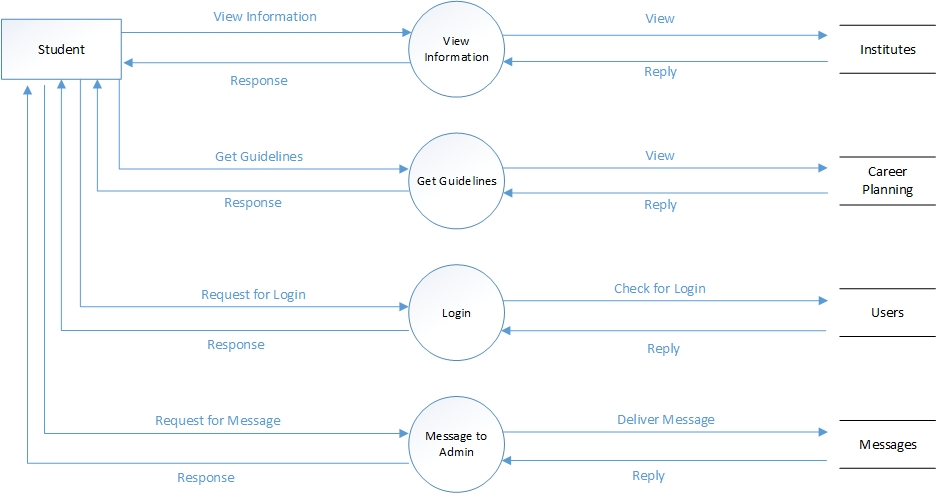 View Information
View
Student
View
Information
Institutes
Response
Reply
Get Guidelines
View
Get Guidelines
Career
Planning
Response
Reply
Request for Login
Check for Login
Login
Users
Response
Reply
Request for Message
Deliver Message
Message to
Admin
Messages
Response
Reply